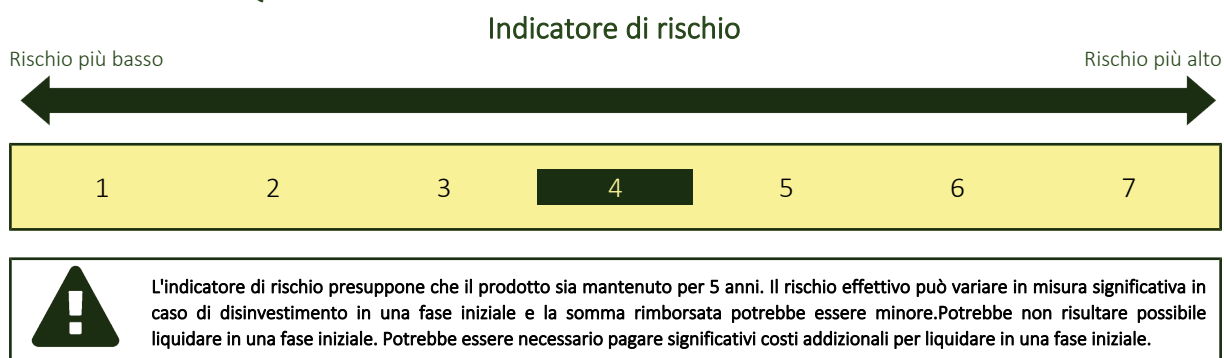 Indicatore di rischio
Rischio più basso
Rischio più alto
1 2 3 4 5 6 7
L'indicatore di rischio presuppone che il prodotto sia mantenuto per 5 anni. Il rischio effettivo può variare in misura significativa in
caso di disinvestimento in una fase iniziale e la somma rimborsata potrebbe essere minore.Potrebbe non risultare possibile
liquidare in una fase iniziale. Potrebbe essere necessario pagare significativi costi addizionali per liquidare in una fase iniziale.